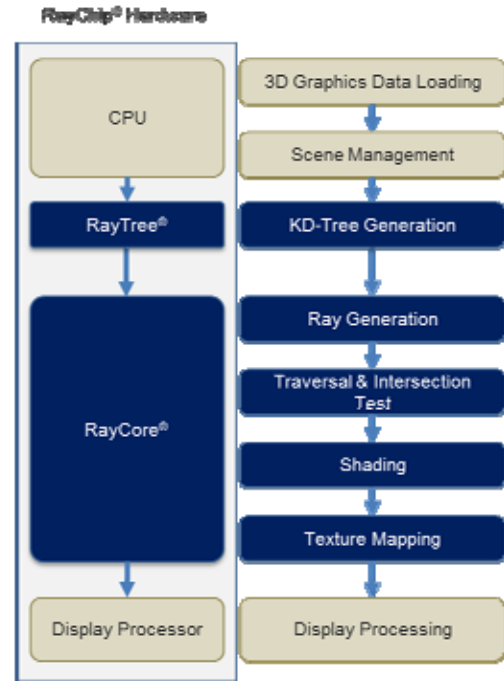 RayChip® Hardware
CPU
RayTree®
RayCore®
Display Processor
3D Graphics Data Loading
Scene Management
KD-Tree Generation
Ray Generation
Traversal & Intersection
Test
Shading
Texture Mapping
Display Processing